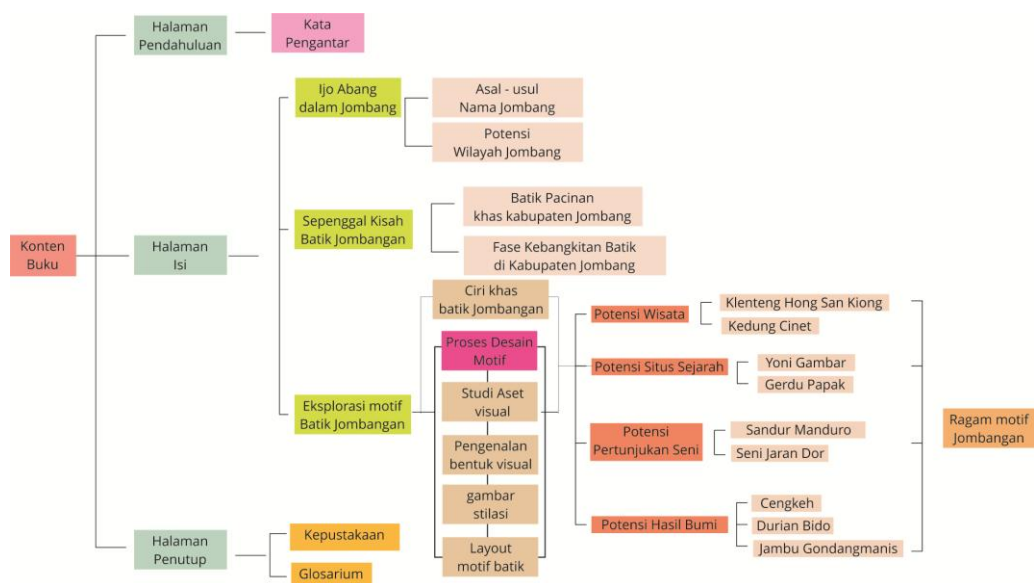 Halaman
Pendahuluan
Kata
Pengantar
Ijo Abang
dalam Jombang
Asal - usul
Nama Jombang
Potensi
Wilayah Jombang
Konten
Buku
Halaman
Isi
Sepenggal Kisah
Batik Jombangan
Batik Pacinan
khas kabupaten Jombang
Fase Kebangkitan Batik
di Kabupaten Jombang
Eksplorasi motif
Batik Jombangan
Ciri khas
batik Jombangan
Proses Desain
Motif
Studi Aset
visual
Pengenalan
bentuk visual
gambar
stilasi
Layout
motif batik
Potensi Wisata
Klenteng Hong San Kiong
Kedung Cinet
Potensi Situs Sejarah
Yoni Gambar
Gerdu Papak
Potensi
Pertunjukan Seni
Sandur Manduro
Seni Jaran Dor
Potensi Hasil Bumi
Cengkeh
Durian Bido
Jambu Gondangmanis
Ragam motif
Jombangan
Halaman
Penutup
Kepustakaan
Glosarium